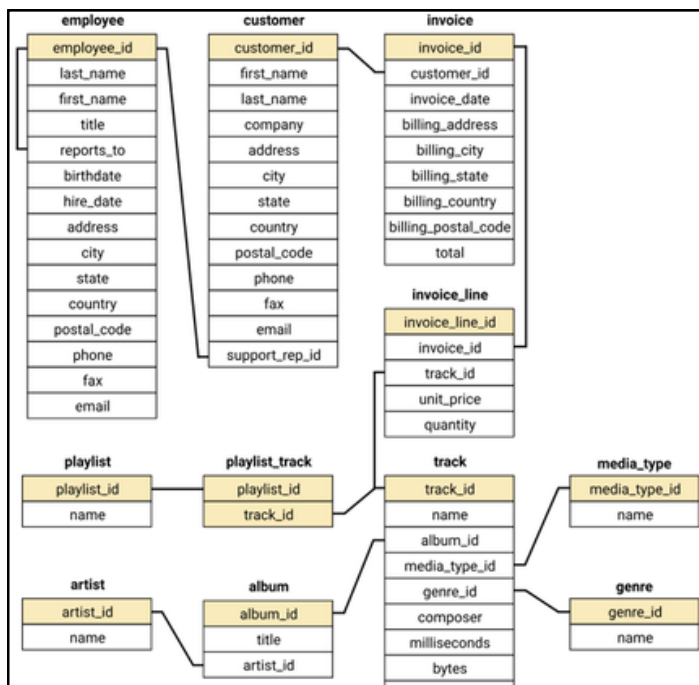 employee
employee_id
last_name
first_name
title
reports_to
birthdate
hire_date
address
city
state
country
postal_code
phone
fax
email
customer
customer_id
first_name
last_name
company
address
city
state
country
postal_code
phone
fax
email
support_rep_id
invoice
invoice_id
customer_id
invoice_date
billing_address
billing_city
billing_state
billing_country
billing_postal_code
total
invoice_line
invoice_line_id
invoice_id
track_id
unit_price
quantity
playlist
playlist_id
name
playlist_track
playlist_id
track_id
track
track_id
name
album_id
media_type_id
genre_id
composer
milliseconds
bytes
media_type
media_type_id
name
artist
artist_id
name
album
album_id
title
artist_id
genre
genre_id
name